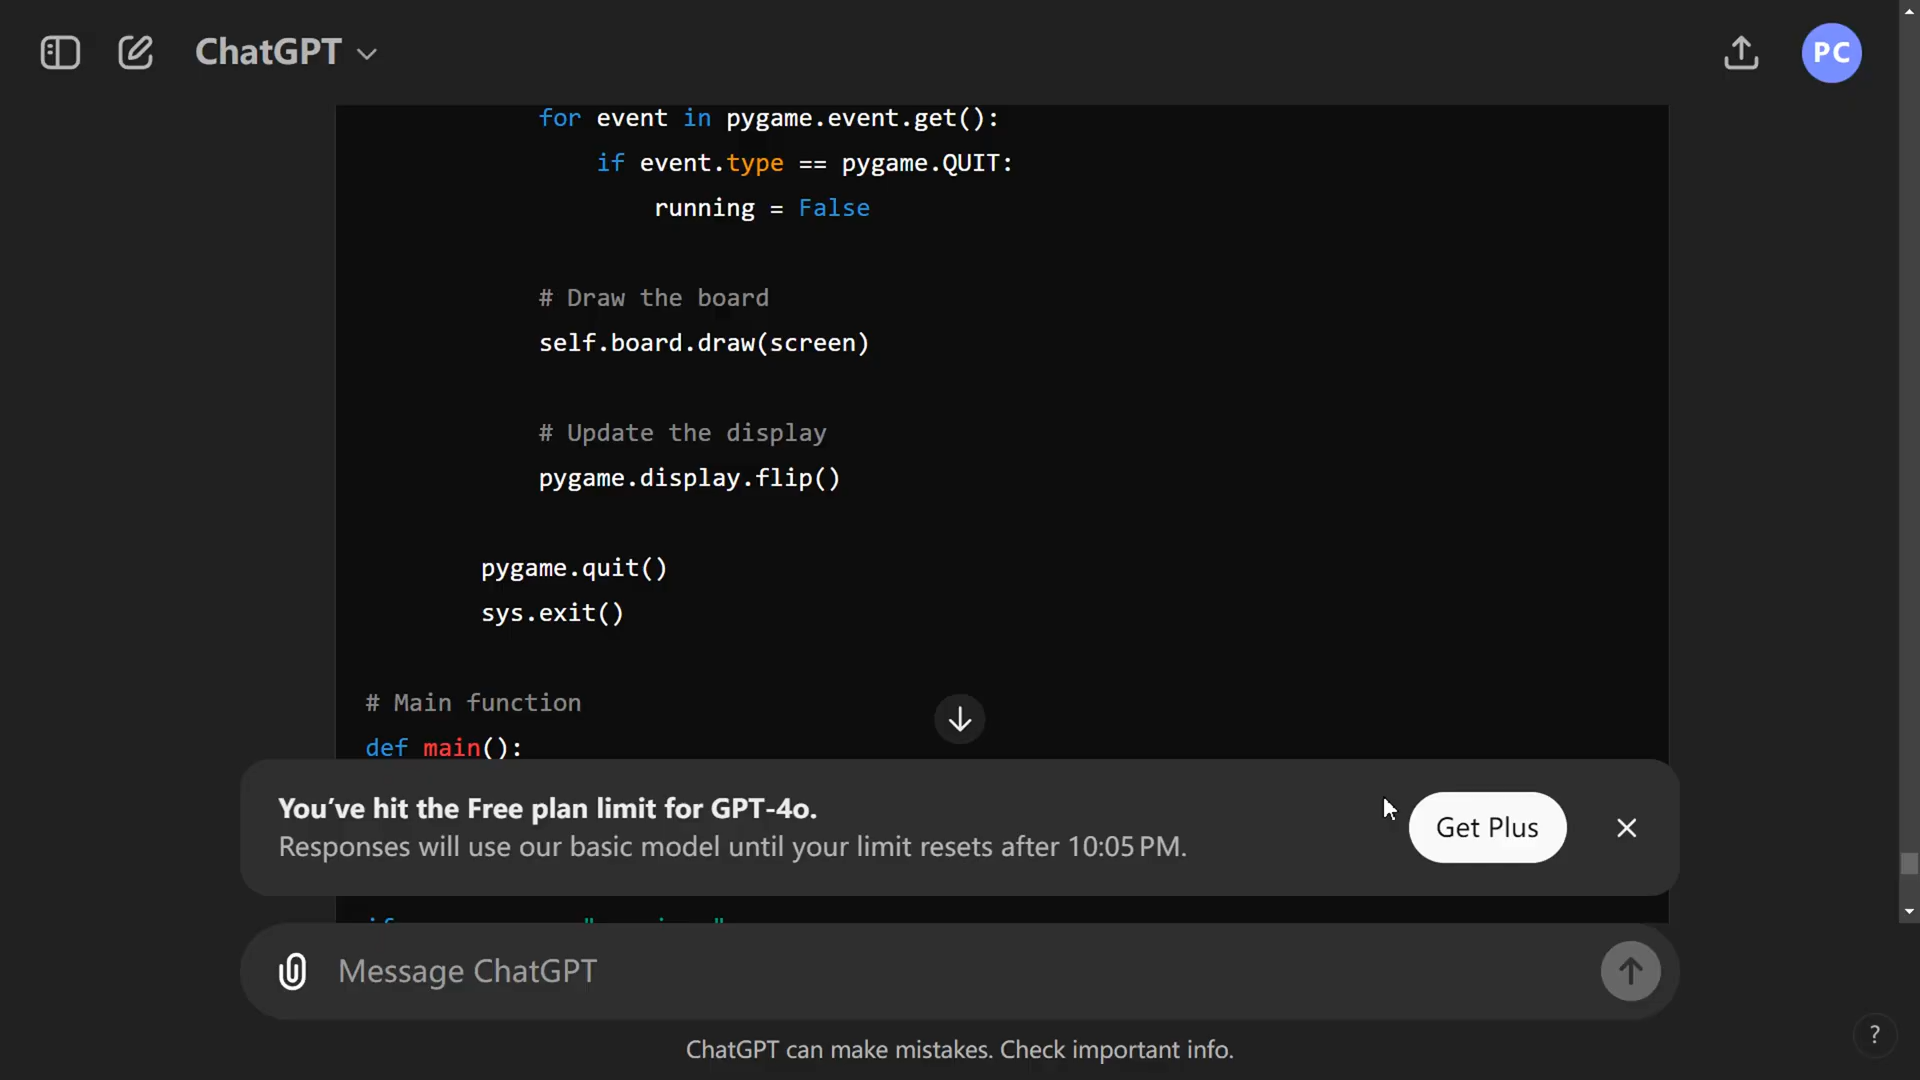 ChatGPT
PC
for event in pygame.event.get():
if event.type == pygame.QUIT:
running = False
# Draw the board
self.board.draw(screen)
# Update the display
pygame.display.flip()
pygame.quit()
sys.exit()
# Main function
def main():
You've hit the Free plan limit for GPT-4o.
Responses will use our basic model until your limit resets after 10:05 PM.
Get Plus
Message ChatGPT
ChatGPT can make mistakes. Check important info.
?